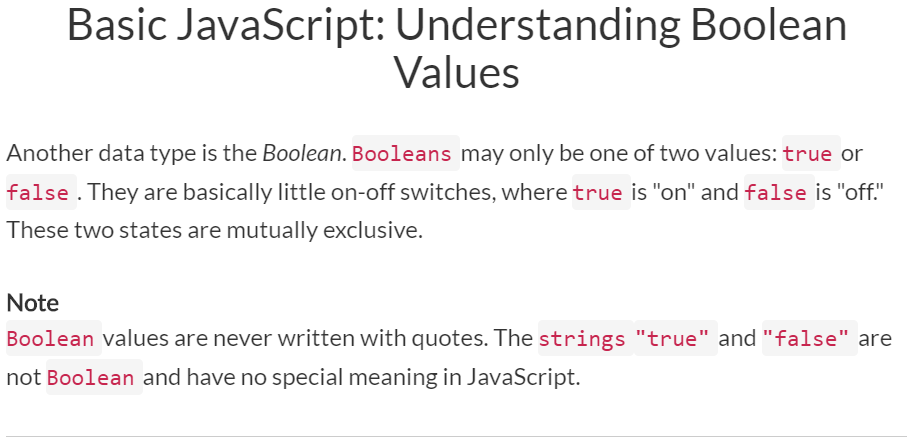 Basic JavaScript: Understanding Boolean
Values
Another data type is the Boolean. Booleans may only be one of two values: true or
false . They are basically little on-off switches, where true is "on" and false is "off."
These two states are mutually exclusive.
Note
Boolean values are never written with quotes. The strings "true" and "false" are
not Boolean and have no special meaning in JavaScript.